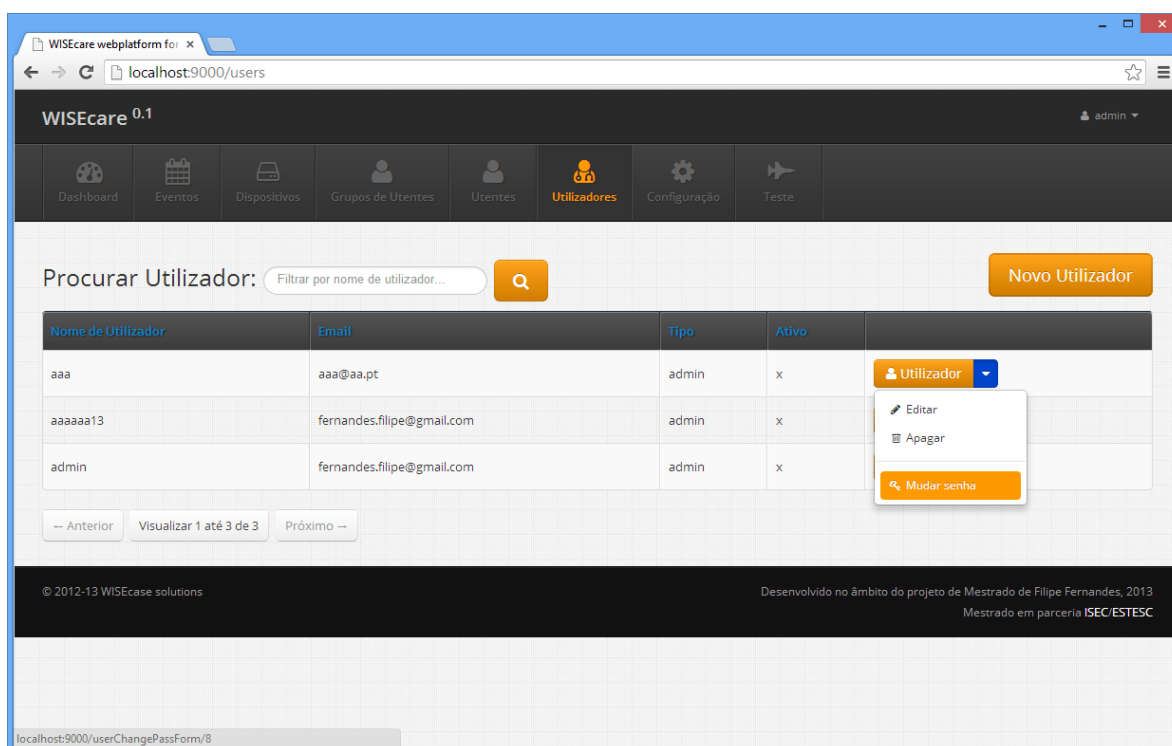 WISEcare webplatform for
localhost:9000/users
WISEcare 0.1
admin
Dashboard Eventos Dispositivos Grupos de Utentes Utentes Utilizadores Configuração Teste
Procurar Utilizador: Filtrar por nome de utilizador... Novo Utilizador
Nome de Utilizador Email Tipo Ativo
aaa aaa@aa.pt admin x Utilizador
Editar
aaaaaa13 fernandes.filipe@gmail.com admin x
Apagar
admin fernandes.filipe@gmail.com admin x
Mudar senha
← Anterior Visualizar 1 até 3 de 3 Próximo →
© 2012-13 WISEcase solutions Desenvolvido no âmbito do projeto de Mestrado de Filipe Fernandes, 2013
Mestrado em parceria ISEC/ESTESC
localhost:9000/userChangePassForm/8